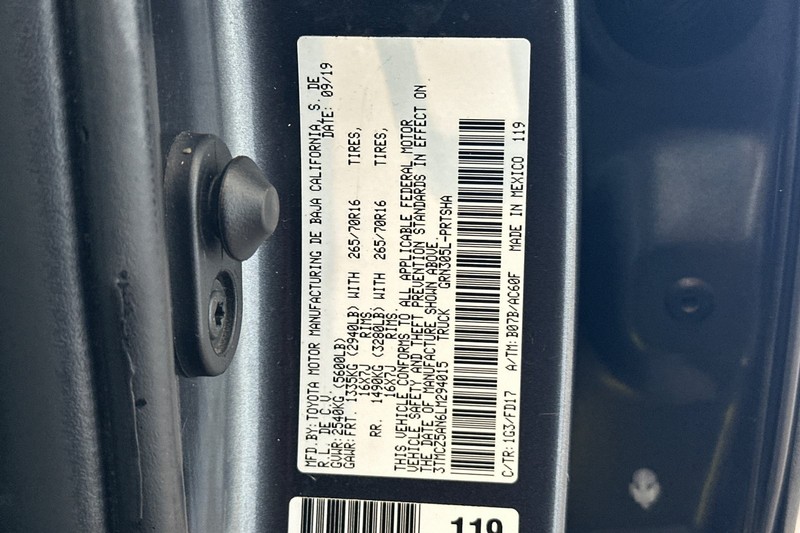 MFD.BY:TOYOTA MOTOR MANUFACTURING DE BAJA CALIFORNIA, S. DE
R.L. DE C.V. DATE: 09/19
GVWR: 2540KG (5600LB)
GAWR: FRT. 1335KG (2940LB) WITH 265/70R16 TIRES,
16X7J RIMS,
RR. 1490KG (3280LB) WITH 265/70R16 TIRES,
16X7J RIMS,
THIS VEHICLE CONFORMS TO ALL APPLICABLE FEDERAL MOTOR
VEHICLE SAFETY AND THEFT PREVENTION STANDARDS IN EFFECT ON
THE DATE OF MANUFACTURE SHOWN ABOVE.
3TMCZ5AN6LM294015 TRUCK GRN305L-PRTSHA
C/TR:1G3/FD17 A/TM:B07B/AC60F MADE IN MEXICO 119
119